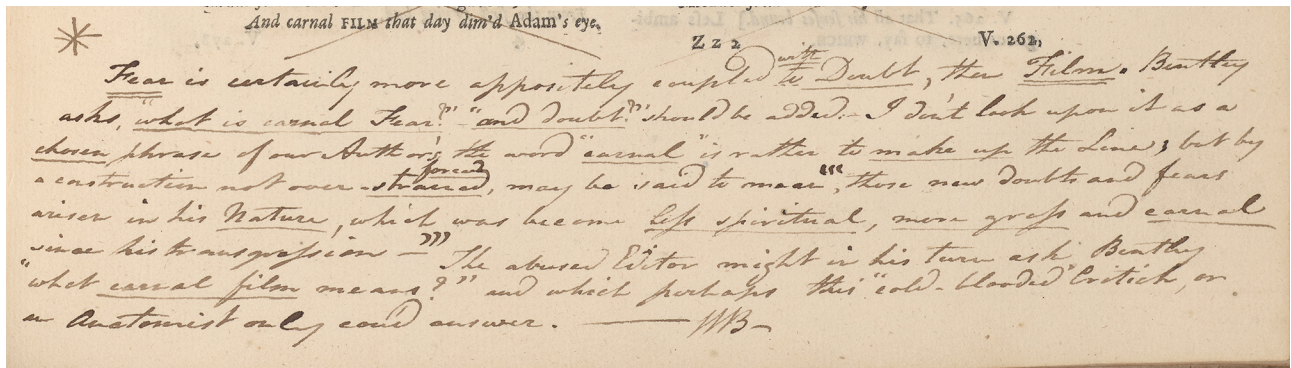 And carnal FILM that day dim'd Adam's eye.
Z z 2 V. 262,
Fear is certainly more appositely coupled with to Doubt, then Film. Bentley
asks, "what is carnal Fear?" "and doubt?" should be added.- I don't look upon it as a
chosen phrase of our Author's; the word "carnal" is rather to make up the Line; but by
a construction not over-strained, forced may be said to mean "'those new doubts and fears
arisen in his Nature, which was become less spiritual, more gross and carnal
since his transgression —'" The abused Editor might in his turn ask Bentley
"what carnal film means?" and which perhaps this "cold-blooded" Critick, or
an Anatomist only coud answer. —— WB—